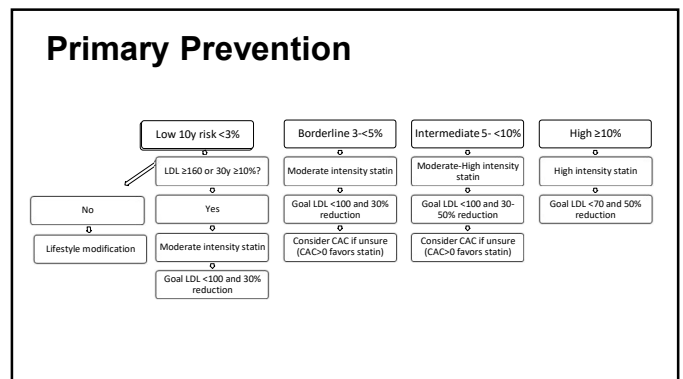 Primary Prevention
Low 10y risk <3%
LDL ≥160 or 30y ≥10%?
No
Lifestyle modification
Yes
Moderate intensity statin
Goal LDL <100 and 30%
reduction
Borderline 3-<5%
Moderate intensity statin
Goal LDL <100 and 30%
reduction
Consider CAC if unsure
(CAC>0 favors statin)
Intermediate 5- <10%
Moderate-High intensity
statin
Goal LDL <100 and 30-
50% reduction
Consider CAC if unsure
(CAC>0 favors statin)
High ≥10%
High intensity statin
Goal LDL <70 and 50%
reduction